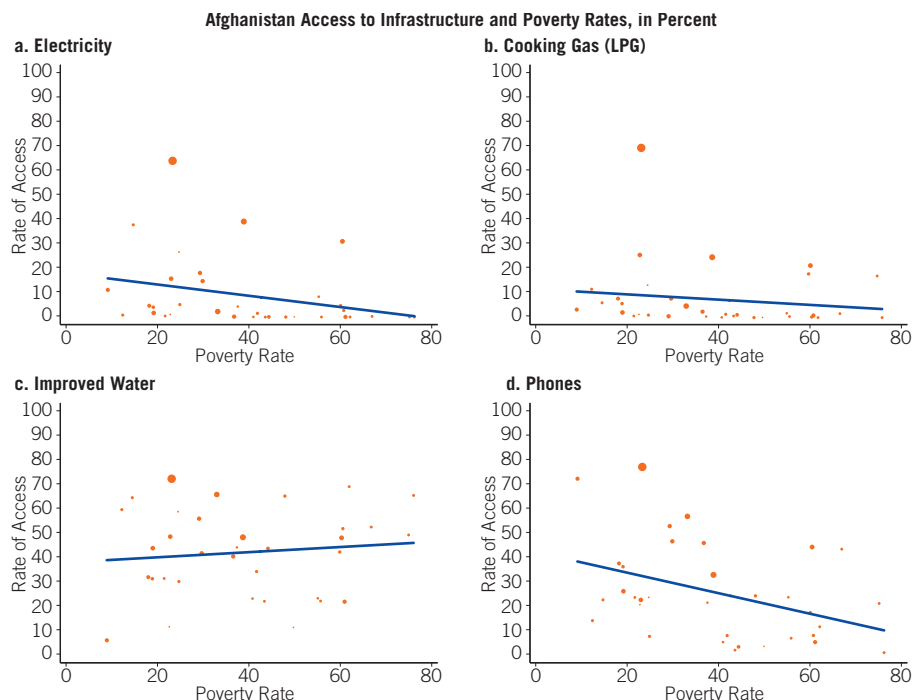 Afghanistan Access to Infrastructure and Poverty Rates, in Percent
a. Electricity
100
90
80
70
60
50
40
30
20
10
0
Rate of Access
0 20 40 60 80
Poverty Rate
b. Cooking Gas (LPG)
100
90
80
70
60
50
40
30
20
10
0
Rate of Access
0 20 40 60 80
Poverty Rate
c. Improved Water
100
90
80
70
60
50
40
30
20
10
0
Rate of Access
0 20 40 60 80
Poverty Rate
d. Phones
100
90
80
70
60
50
40
30
20
10
0
Rate of Access
0 20 40 60 80
Poverty Rate